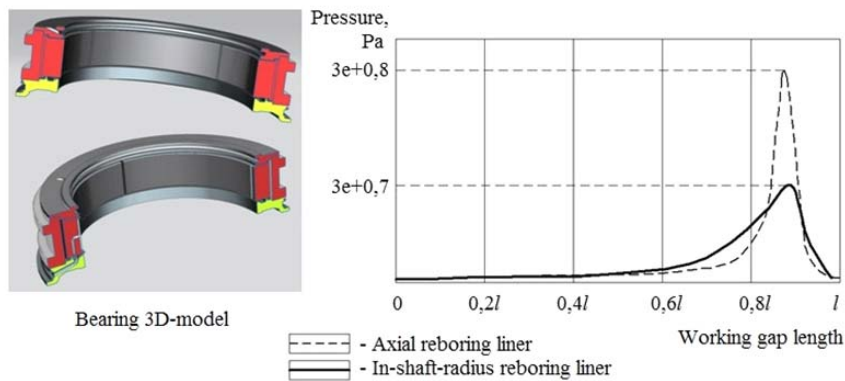 Pressure,
Pa
3e+0,8
3e+0,7
0 0,2l 0,4l 0,6l 0,8l l
Working gap length
Bearing 3D-model
- Axial reboring liner
- In-shaft-radius reboring liner